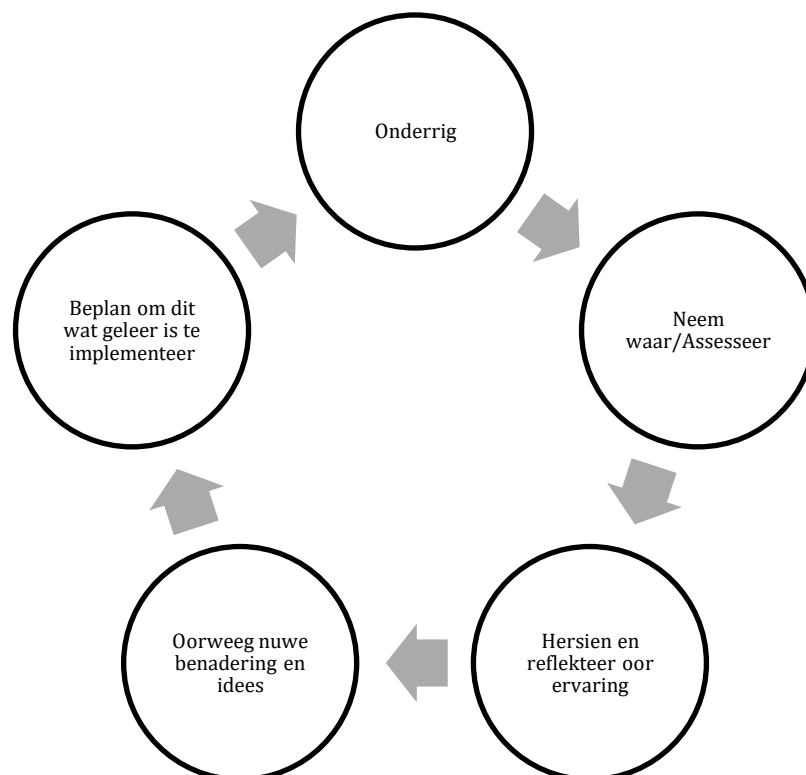 Onderrig
Neem
waar/Assesseer
Hersien en
reflekteer oor
ervaring
Oorweeg nuwe
benadering en
idees
Beplan om dit
wat geleer is te
implementeer